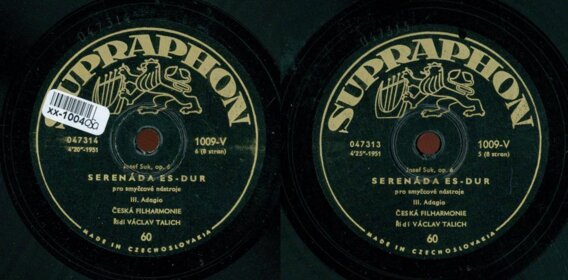 047314
SUPRAPHON
xx-1004
047314
4'20"-1951
1009-V
6 (8 stran)
Josef Suk, op. 6
SERENÁDA ES-DUR
pro smyčcové nástroje
III. Adagio
ČESKÁ FILHARMONIE
Řídí VÁCLAV TALICH
60
MADE IN CZECHOSLOVAKIA
047313
SUPRAPHON
047313
4'25"-1951
1009-V
5 (8 stran)
Josef Suk, op. 6
SERENÁDA ES-DUR
pro smyčcové nástroje
III. Adagio
ČESKÁ FILHARMONIE
Řídí VÁCLAV TALICH
60
MADE IN CZECHOSLOVAKIA